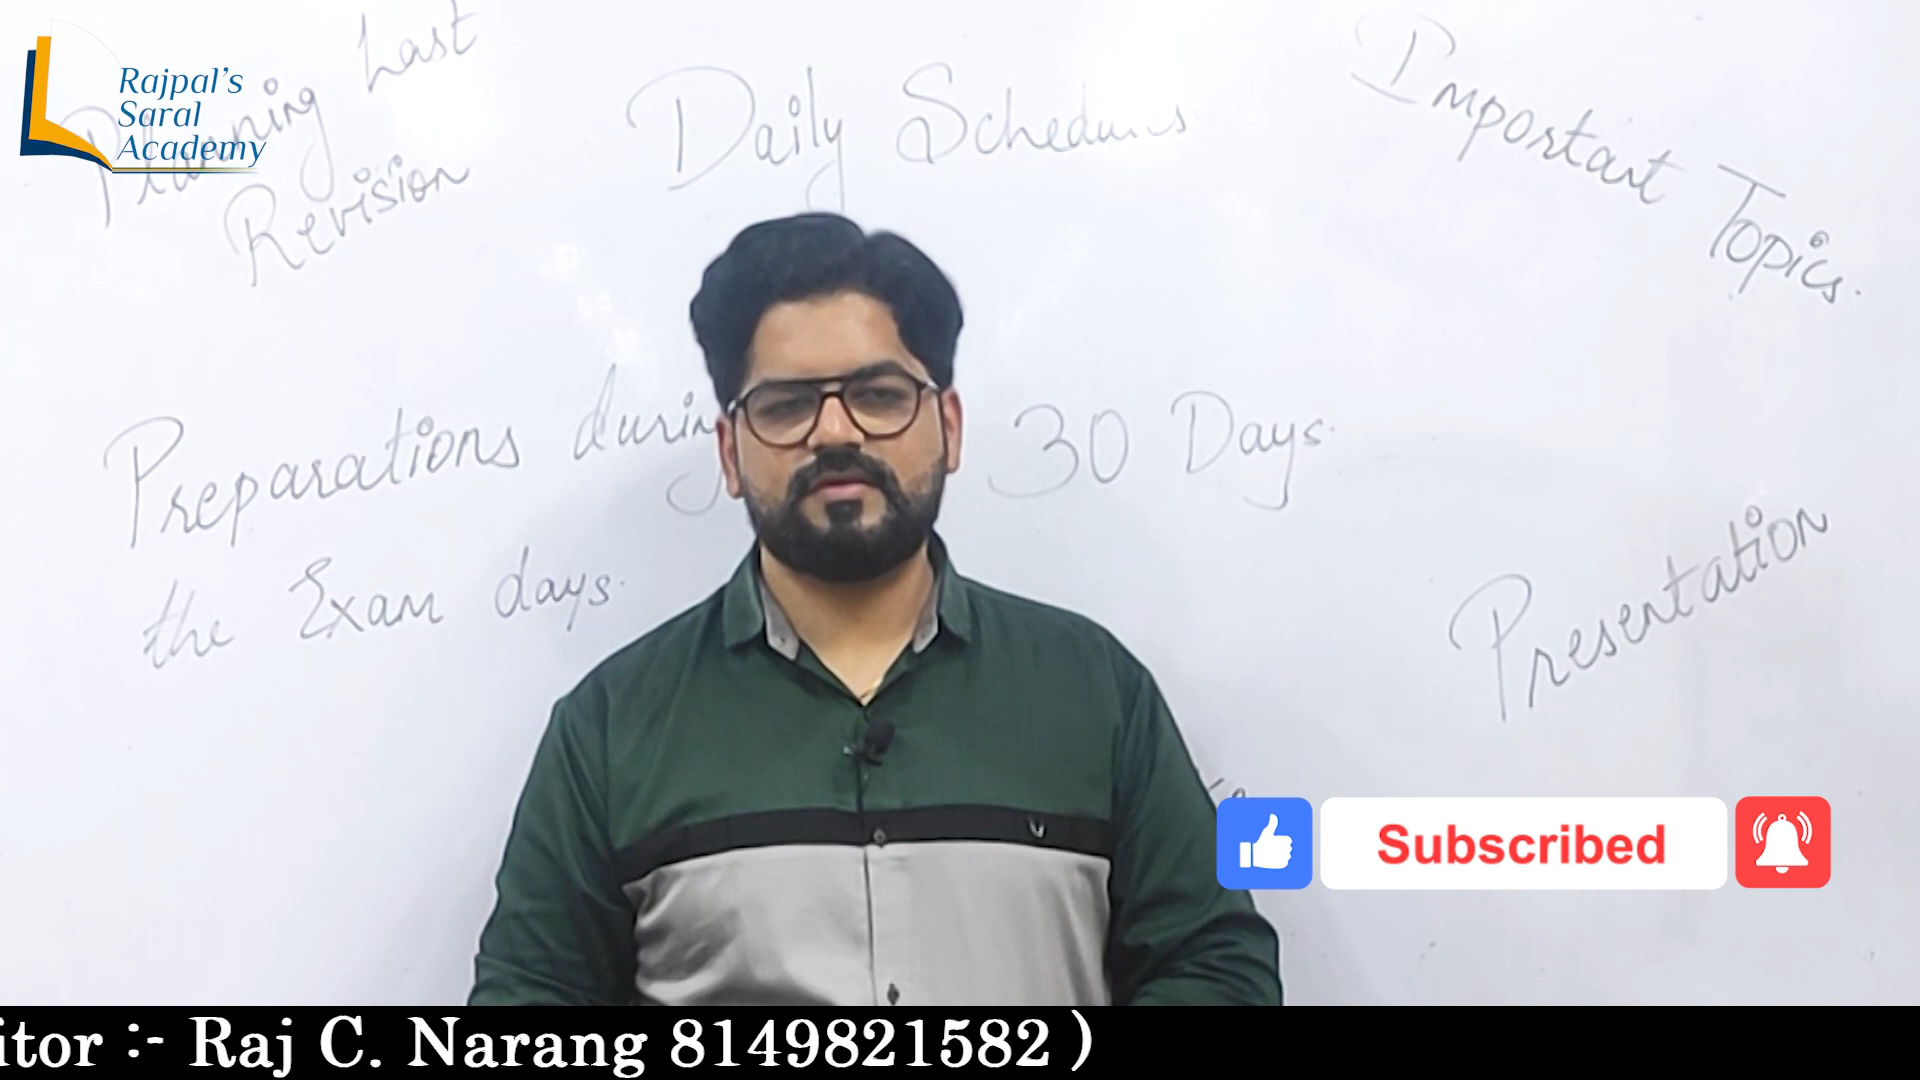 Rajpal's
Saral
Academy
Planning Last
Revision
Daily
Important Topics.
Preparations during
the Exam days.
30 Days.
Presentation
Subscribed
itor :- Raj C. Narang 8149821582 )